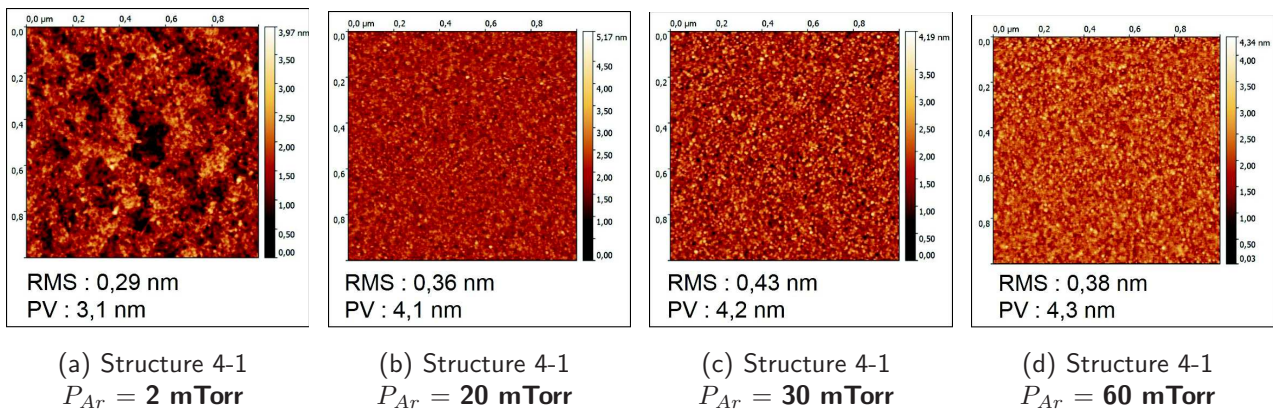 0,0 µm 0,2 0,4 0,6 0,8
0,0
0,2
0,4
0,6
0,8
3,97 nm
3,50
3,00
2,50
2,00
1,50
1,00
0,50
0,00
RMS : 0,29 nm
PV : 3,1 nm
(a) Structure 4-1
P_Ar = 2 mTorr
0,0 µm 0,2 0,4 0,6 0,8
0,0
0,2
0,4
0,6
0,8
5,17 nm
4,50
4,00
3,50
3,00
2,50
2,00
1,50
1,00
0,00
RMS : 0,36 nm
PV : 4,1 nm
(b) Structure 4-1
P_Ar = 20 mTorr
0,0 µm 0,2 0,4 0,6 0,8
0,0
0,2
0,4
0,6
0,8
4,19 nm
3,50
3,00
2,50
2,00
1,50
1,00
0,00
RMS : 0,43 nm
PV : 4,2 nm
(c) Structure 4-1
P_Ar = 30 mTorr
0,0 µm 0,2 0,4 0,6 0,8
0,0
0,2
0,4
0,6
0,8
4,34 nm
3,50
3,00
2,50
2,00
1,50
1,00
0,50
0,03
RMS : 0,38 nm
PV : 4,3 nm
(d) Structure 4-1
P_Ar = 60 mTorr